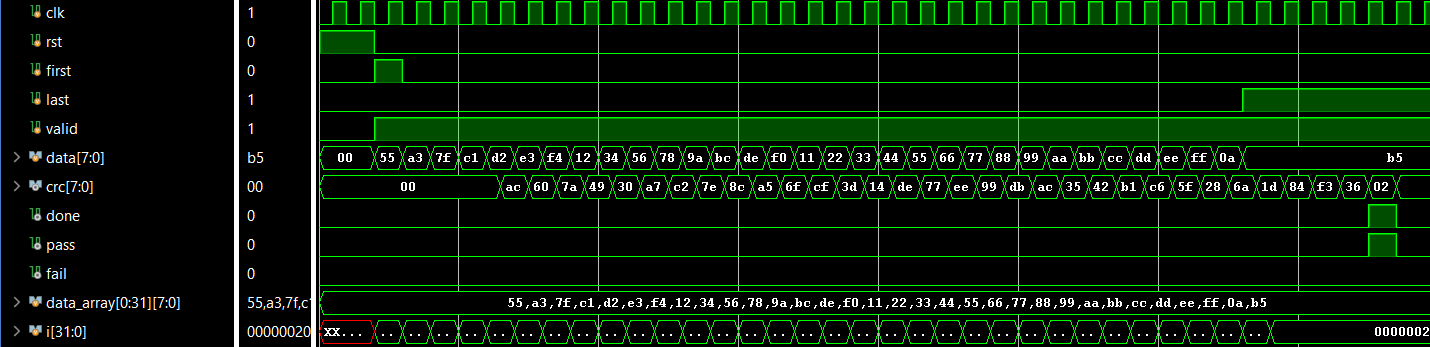 clk 1
rst 0
first 0
last 1
valid 1
data[7:0] b5 00 55 a3 7f c1 d2 e3 f4 12 34 56 78 9a bc de f0 11 22 33 44 55 66 77 88 99 aa bb cc dd ee ff 0a b5
crc[7:0] 00 00 ac 60 7a 49 30 a7 c2 7e 8c a5 6f cf 3d 14 de 77 ee 99 db ac 35 42 b1 c6 5f 28 6a 1d 84 f3 36 02
done 0
pass 0
fail 0
data_array[0:31][7:0] 55,a3,7f,c1 55,a3,7f,c1,d2,e3,f4,12,34,56,78,9a,bc,de,f0,11,22,33,44,55,66,77,88,99,aa,bb,cc,dd,ee,ff,0a,b5
i[31:0] 00000020 XX... .. .. .. .. .. .. .. .. .. .. .. .. .. .. .. .. .. .. .. .. .. .. .. .. .. .. .. .. .. .. .. .. 0000002